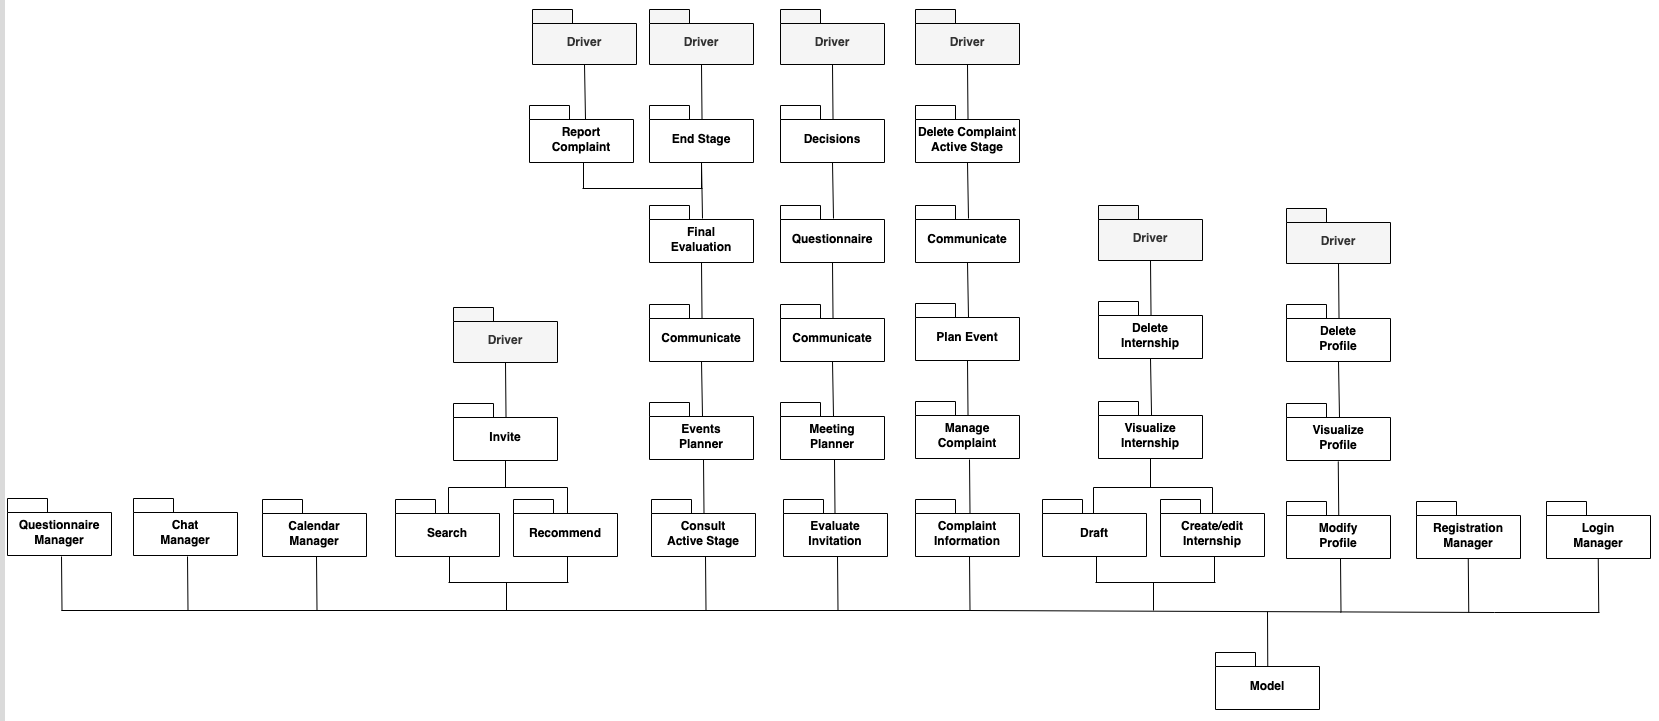 Driver
Driver
Driver
Driver
Report
Complaint
End Stage
Decisions
Delete Complaint
Active Stage
Final
Evaluation
Questionnaire
Communicate
Driver
Driver
Driver
Communicate
Communicate
Plan Event
Delete
Internship
Delete
Profile
Invite
Events
Planner
Meeting
Planner
Manage
Complaint
Visualize
Internship
Visualize
Profile
Questionnaire
Manager
Chat
Manager
Calendar
Manager
Search
Recommend
Consult
Active Stage
Evaluate
Invitation
Complaint
Information
Draft
Create/edit
Internship
Modify
Profile
Registration
Manager
Login
Manager
Model